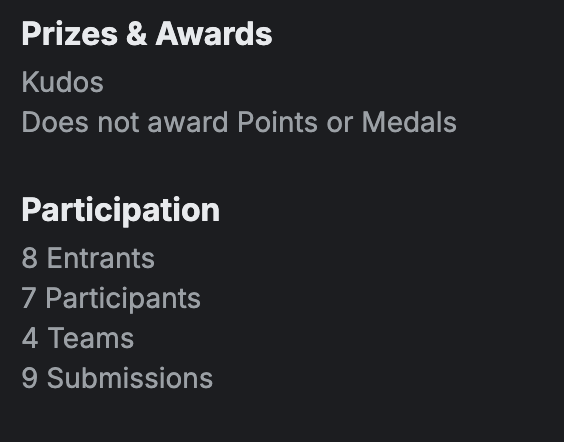 Prizes & Awards
Kudos
Does not award Points or Medals
Participation
8 Entrants
7 Participants
4 Teams
9 Submissions